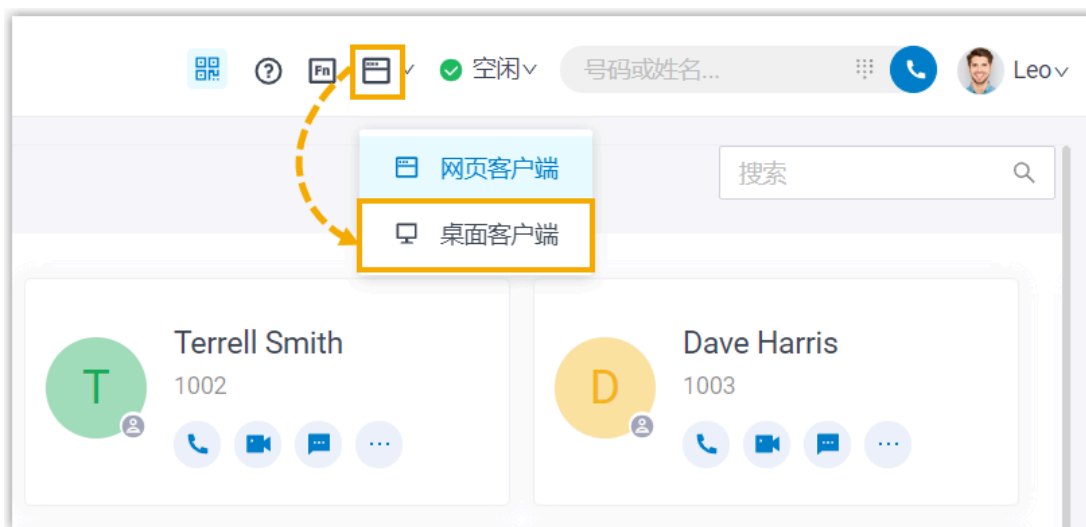 Fn
空闲
号码或姓名...
Leo
网页客户端
搜索
桌面客户端
T
Terrell Smith
1002
D
Dave Harris
1003